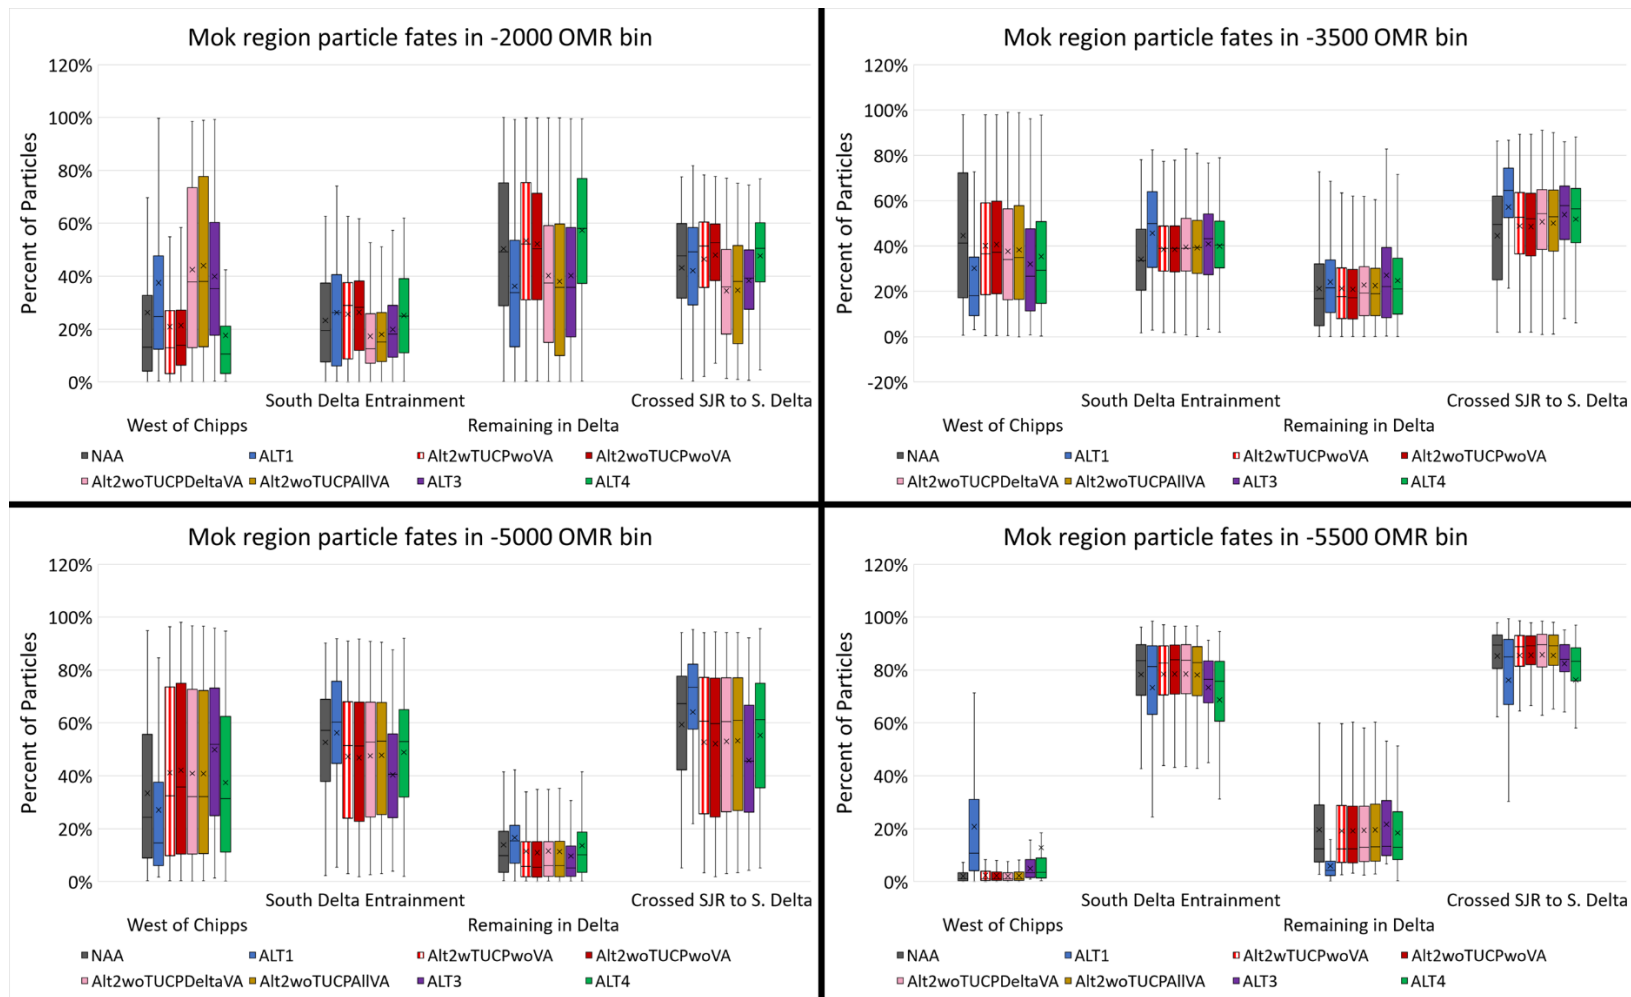 Mok region particle fates in -2000 OMR bin
120%
100%
80%
60%
40%
20%
0%
Percent of Particles
South Delta Entrainment
Crossed SJR to S. Delta
West of Chipps
Remaining in Delta
NAA
ALT1
Alt2wTUCPwoVA
Alt2woTUCPwoVA
Alt2woTUCPDeltaVA
Alt2woTUCPAllVA
ALT3
ALT4
Mok region particle fates in -3500 OMR bin
120%
100%
80%
60%
40%
20%
0%
-20%
Percent of Particles
South Delta Entrainment
Crossed SJR to S. Delta
West of Chipps
Remaining in Delta
NAA
ALT1
Alt2wTUCPwoVA
Alt2woTUCPwoVA
Alt2woTUCPDeltaVA
Alt2woTUCPAllVA
ALT3
ALT4
Mok region particle fates in -5000 OMR bin
120%
100%
80%
60%
40%
20%
0%
Percent of Particles
South Delta Entrainment
Crossed SJR to S. Delta
West of Chipps
Remaining in Delta
NAA
ALT1
Alt2wTUCPwoVA
Alt2woTUCPwoVA
Alt2woTUCPDeltaVA
Alt2woTUCPAllVA
ALT3
ALT4
Mok region particle fates in -5500 OMR bin
120%
100%
80%
60%
40%
20%
0%
Percent of Particles
South Delta Entrainment
Crossed SJR to S. Delta
West of Chipps
Remaining in Delta
NAA
ALT1
Alt2wTUCPwoVA
Alt2woTUCPwoVA
Alt2woTUCPDeltaVA
Alt2woTUCPAllVA
ALT3
ALT4